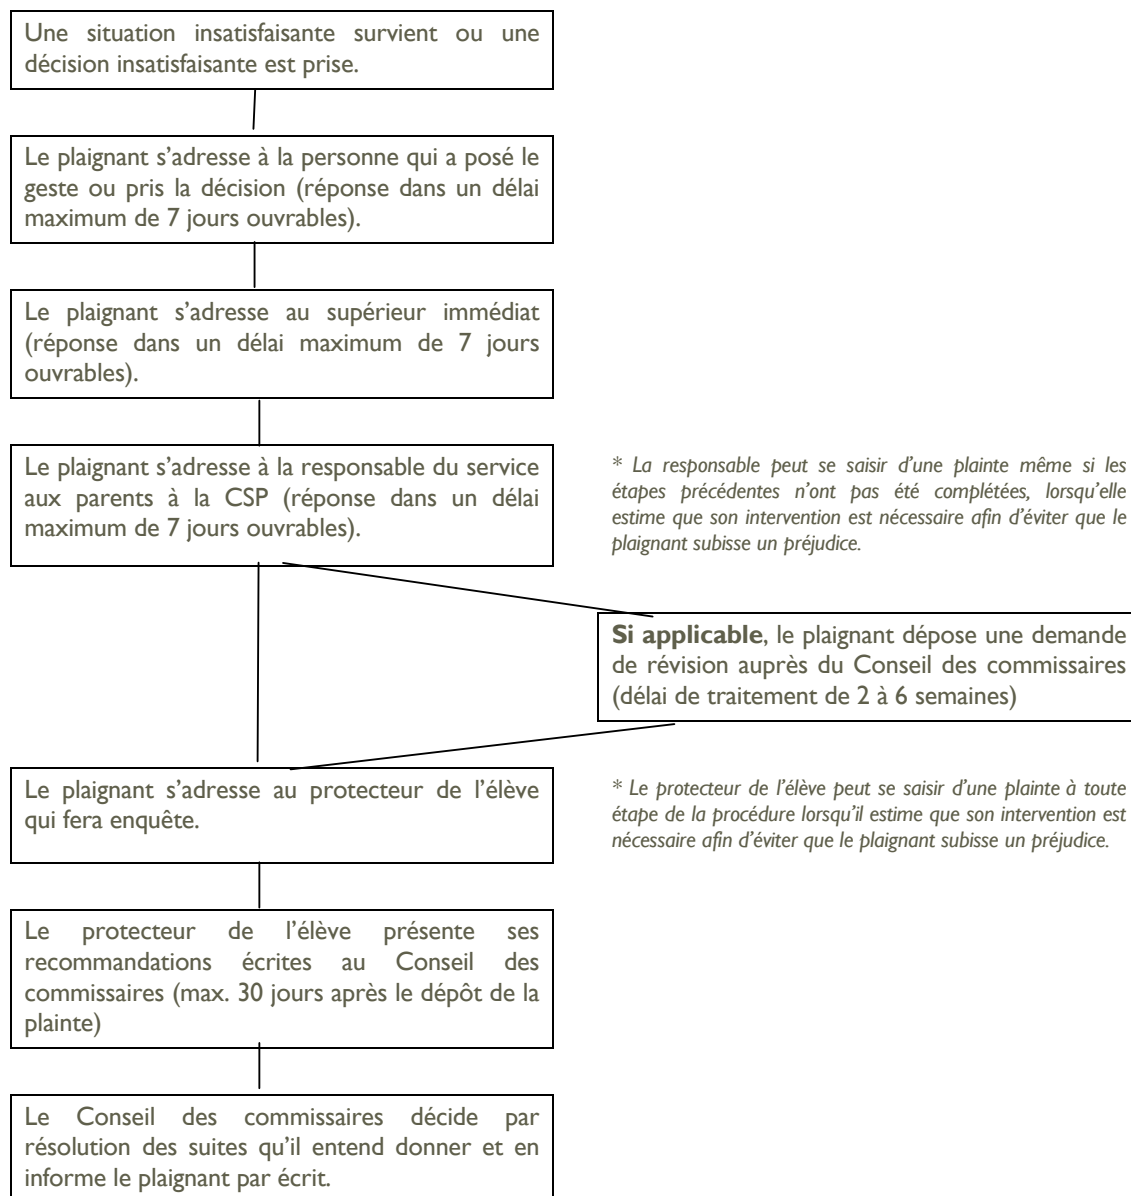 Une situation insatisfaisante survient ou une
décision insatisfaisante est prise.
Le plaignant s’adresse à la personne qui a posé le
geste ou pris la décision (réponse dans un délai
maximum de 7 jours ouvrables).
Le plaignant s’adresse au supérieur immédiat
(réponse dans un délai maximum de 7 jours
ouvrables).
Le plaignant s’adresse à la responsable du service
aux parents à la CSP (réponse dans un délai
maximum de 7 jours ouvrables).
* La responsable peut se saisir d’une plainte même si les
étapes précédentes n’ont pas été complétées, lorsqu’elle
estime que son intervention est nécessaire afin d’éviter que le
plaignant subisse un préjudice.
Si applicable, le plaignant dépose une demande
de révision auprès du Conseil des commissaires
(délai de traitement de 2 à 6 semaines)
Le plaignant s’adresse au protecteur de l’élève
qui fera enquête.
* Le protecteur de l’élève peut se saisir d’une plainte à toute
étape de la procédure lorsqu’il estime que son intervention est
nécessaire afin d’éviter que le plaignant subisse un préjudice.
Le protecteur de l’élève présente ses
recommandations écrites au Conseil des
commissaires (max. 30 jours après le dépôt de la
plainte)
Le Conseil des commissaires décide par
résolution des suites qu’il entend donner et en
informe le plaignant par écrit.